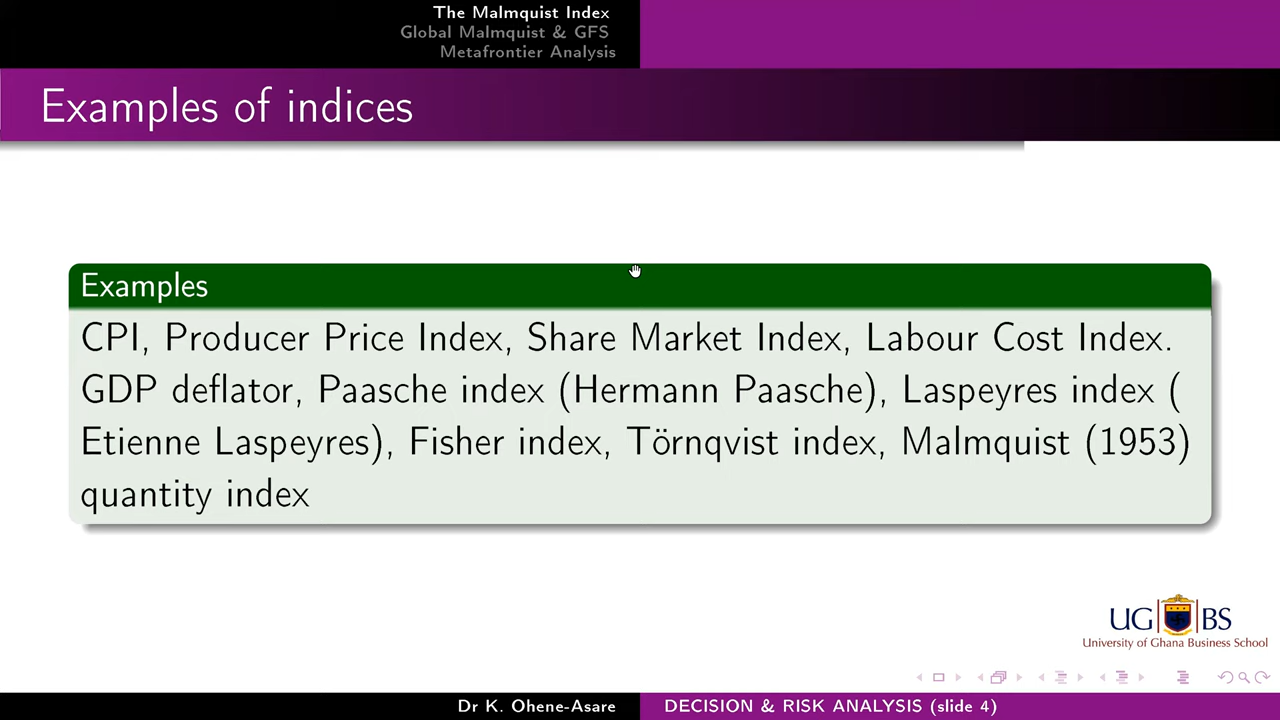 The Malmquist Index
Global Malmquist & GFS
Metafrontier Analysis
Examples of indices
Examples
CPI, Producer Price Index, Share Market Index, Labour Cost Index.
GDP deflator, Paasche index (Hermann Paasche), Laspeyres index (
Etienne Laspeyres), Fisher index, Törnqvist index, Malmquist (1953)
quantity index
UG BS
University of Ghana Business School
Dr K. Ohene-Asare
DECISION & RISK ANALYSIS (slide 4)